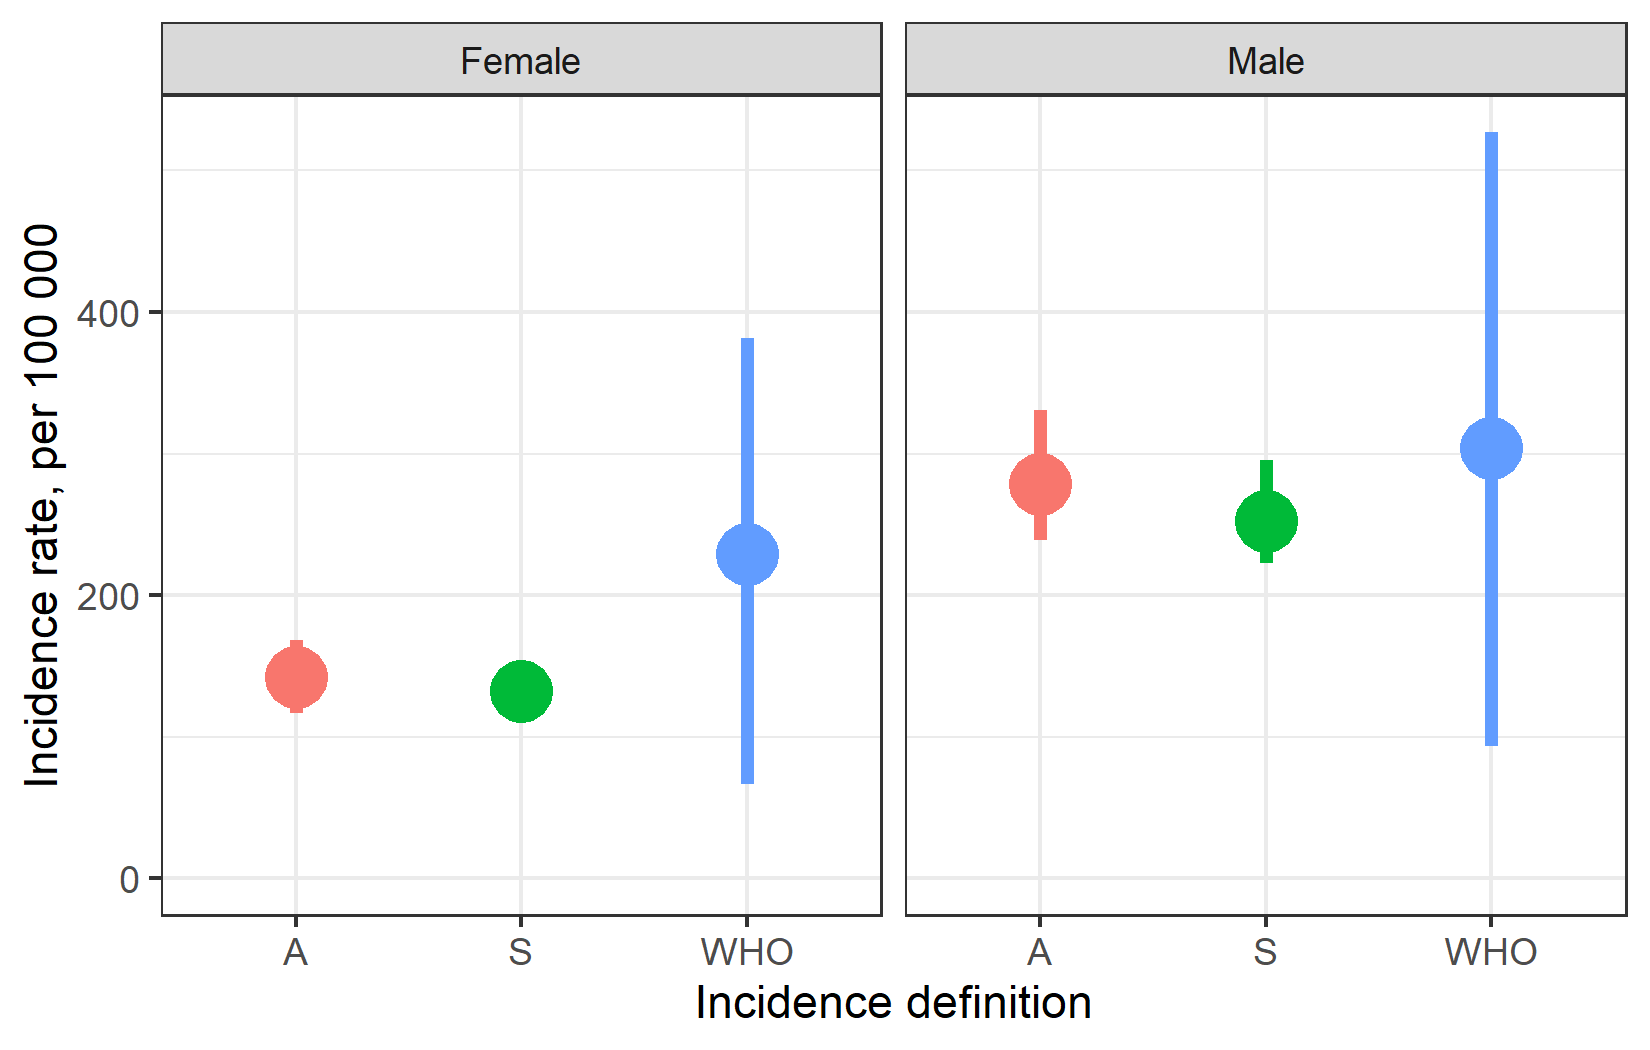 Female
Male
Incidence rate, per 100 000
400
200
0
A
S
WHO
A
S
WHO
Incidence definition